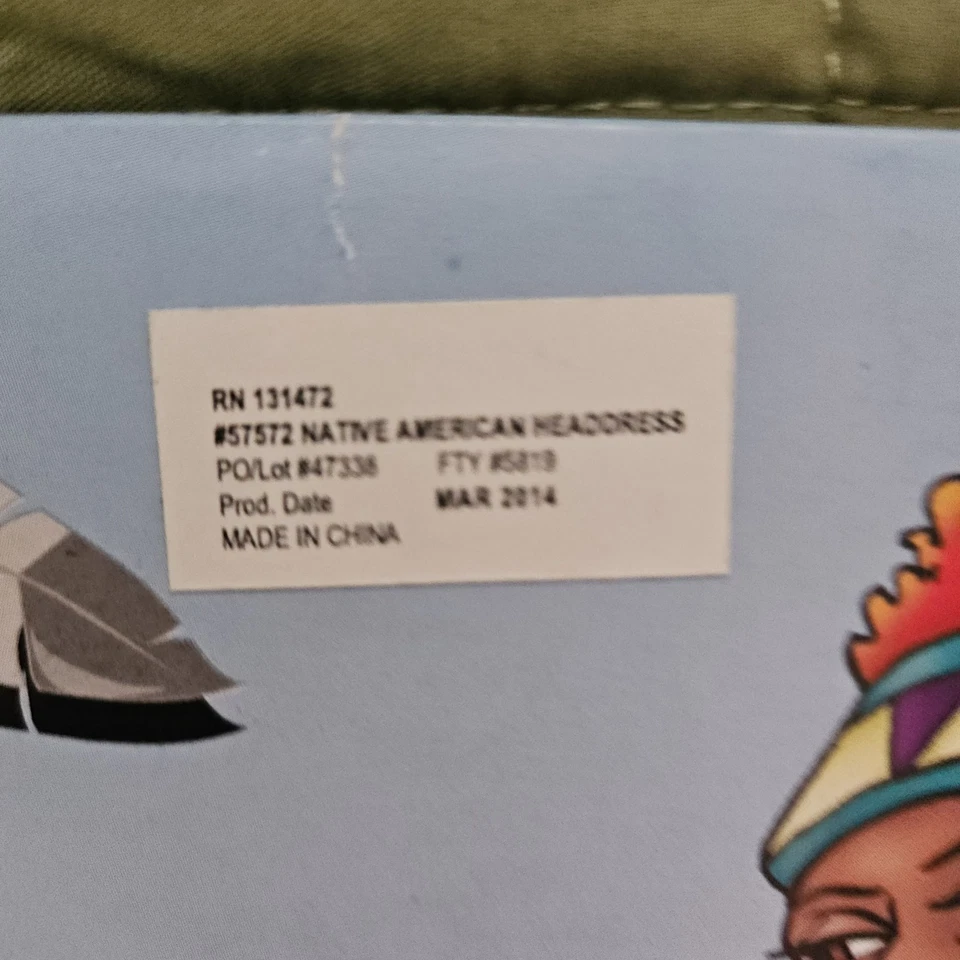 RN 131472
#57572 NATIVE AMERICAN HEADDRESS
PO/Lot #47338 FTY #5819
Prod. Date MAR 2014
MADE IN CHINA